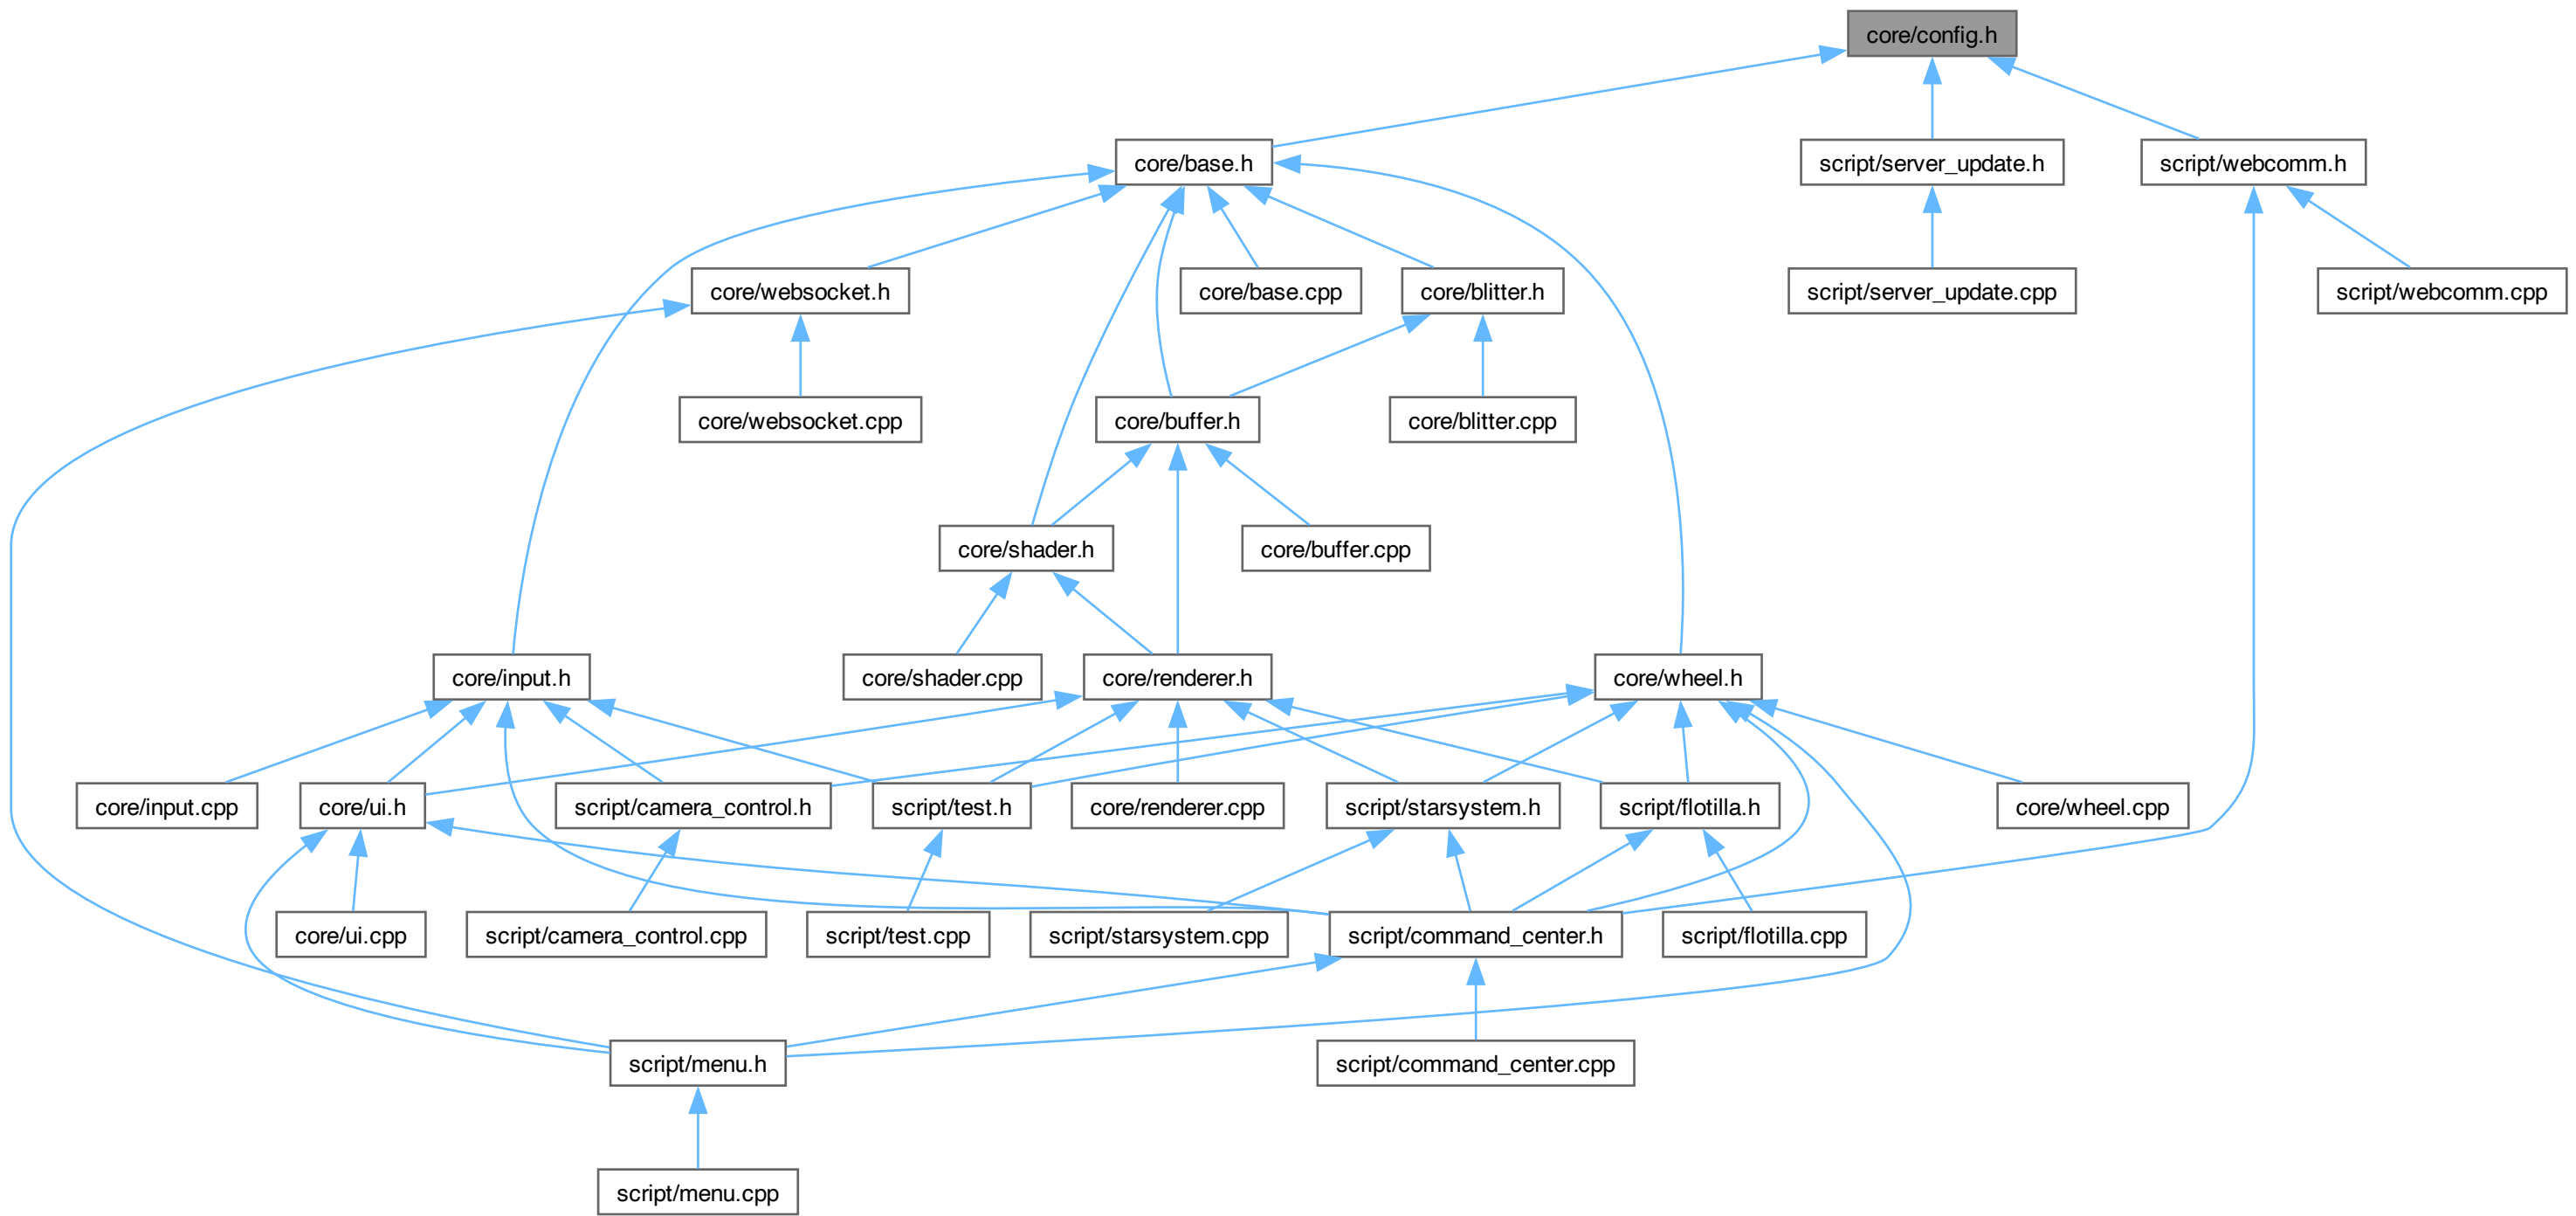 core/config.h
core/base.h
script/server_update.h
script/webcomm.h
core/websocket.h
core/base.cpp
core/blitter.h
script/server_update.cpp
script/webcomm.cpp
core/websocket.cpp
core/buffer.h
core/blitter.cpp
core/shader.h
core/buffer.cpp
core/input.h
core/shader.cpp
core/renderer.h
core/wheel.h
core/input.cpp
core/ui.h
script/camera_control.h
script/test.h
core/renderer.cpp
script/starsystem.h
script/flotilla.h
core/wheel.cpp
core/ui.cpp
script/camera_control.cpp
script/test.cpp
script/starsystem.cpp
script/command_center.h
script/flotilla.cpp
script/menu.h
script/command_center.cpp
script/menu.cpp